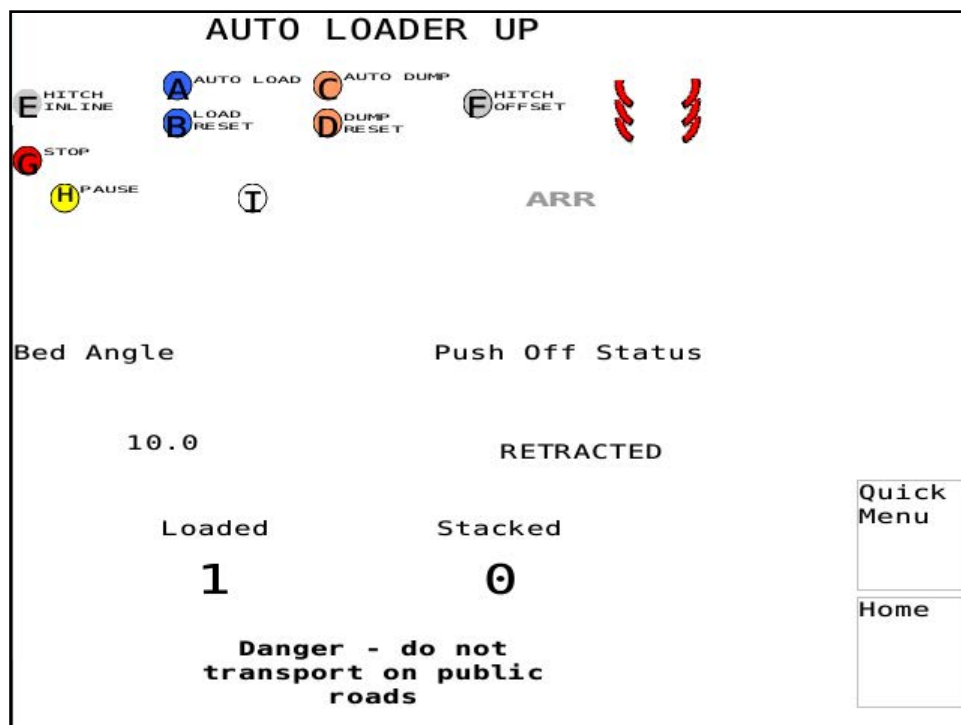 AUTO LOADER UP
E HITCH INLINE
A AUTO LOAD
C AUTO DUMP
F HITCH OFFSET
B LOAD RESET
D DUMP RESET
G STOP
H PAUSE
I
ARR
Bed Angle
Push Off Status
10.0
RETRACTED
Quick
Menu
Loaded
Stacked
1
0
Home
Danger - do not
transport on public
roads